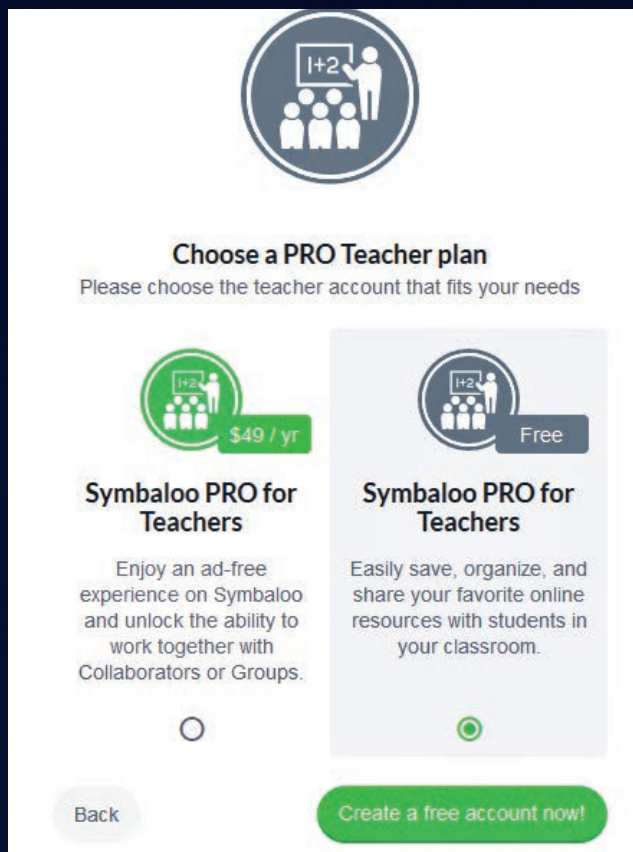 1+2
Choose a PRO Teacher plan
Please choose the teacher account that fits your needs
1+2
$49 / yr
Symbaloo PRO for
Teachers
Enjoy an ad-free
experience on Symbaloo
and unlock the ability to
work together with
Collaborators or Groups.
1+2
Free
Symbaloo PRO for
Teachers
Easily save, organize, and
share your favorite online
resources with students in
your classroom.
Back
Create a free account now!